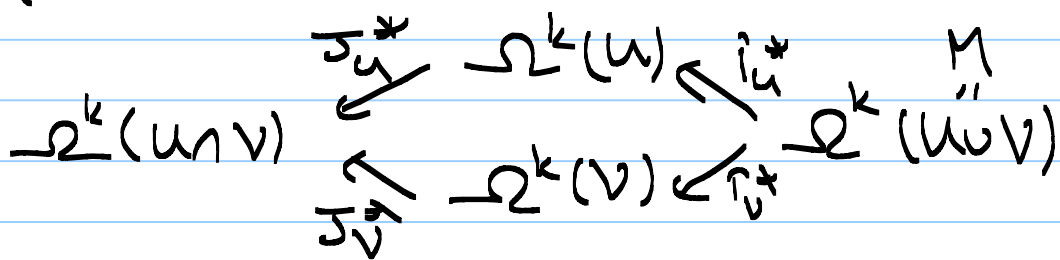 J_u^* Ω^k(U) i_u^* M
Ω^k(U∩V) Ω^k(U∪V)
J_v^* Ω^k(V) i_v^*